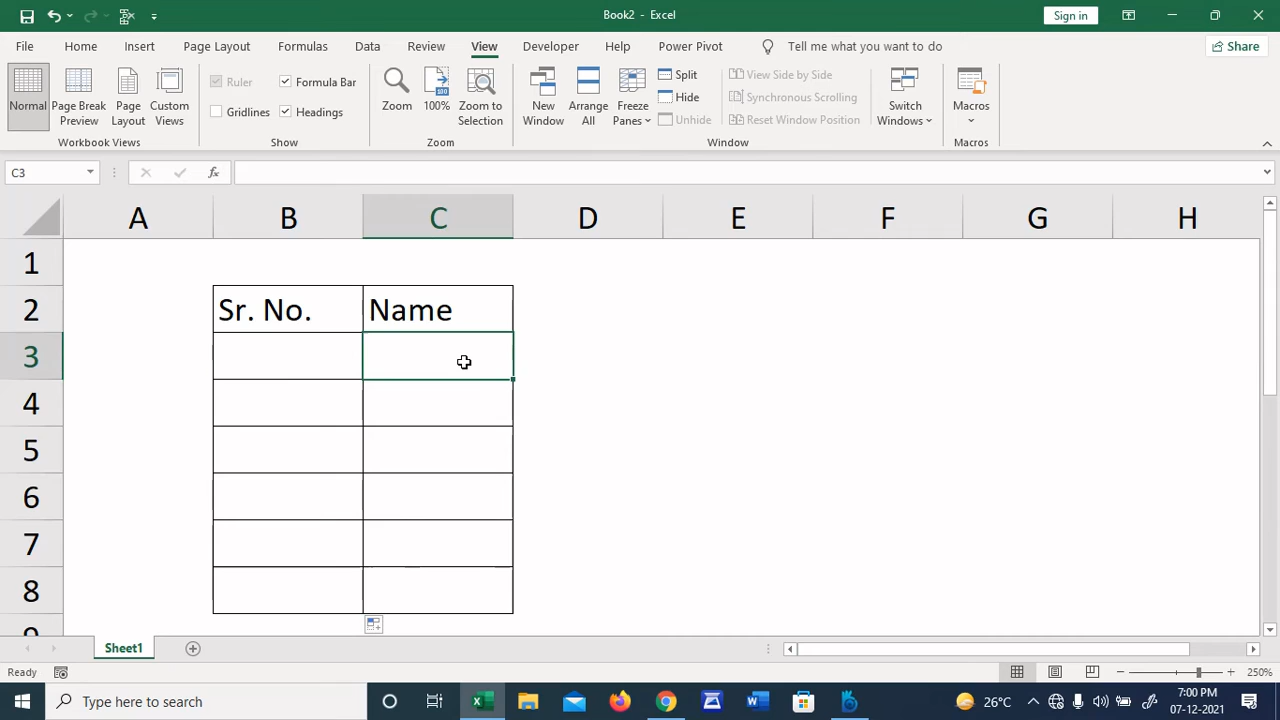 Book2 - Excel
Sign in
File Home Insert Page Layout Formulas Data Review View Developer Help Power Pivot Tell me what you want to do Share
Normal
Page Break Preview
Page Layout
Custom Views
Workbook Views
Ruler
Formula Bar
Gridlines
Headings
Show
Zoom
100%
Zoom to Selection
Zoom
New Window
Arrange All
Freeze Panes
Split
Hide
Unhide
View Side by Side
Synchronous Scrolling
Reset Window Position
Window
Switch Windows
Macros
Macros
C3 fx
A B C D E F G H
1
2 Sr. No. Name
3
4
5
6
7
8
9
Sheet1
Ready 250%
Type here to search
26°C
7:00 PM
07-12-2021